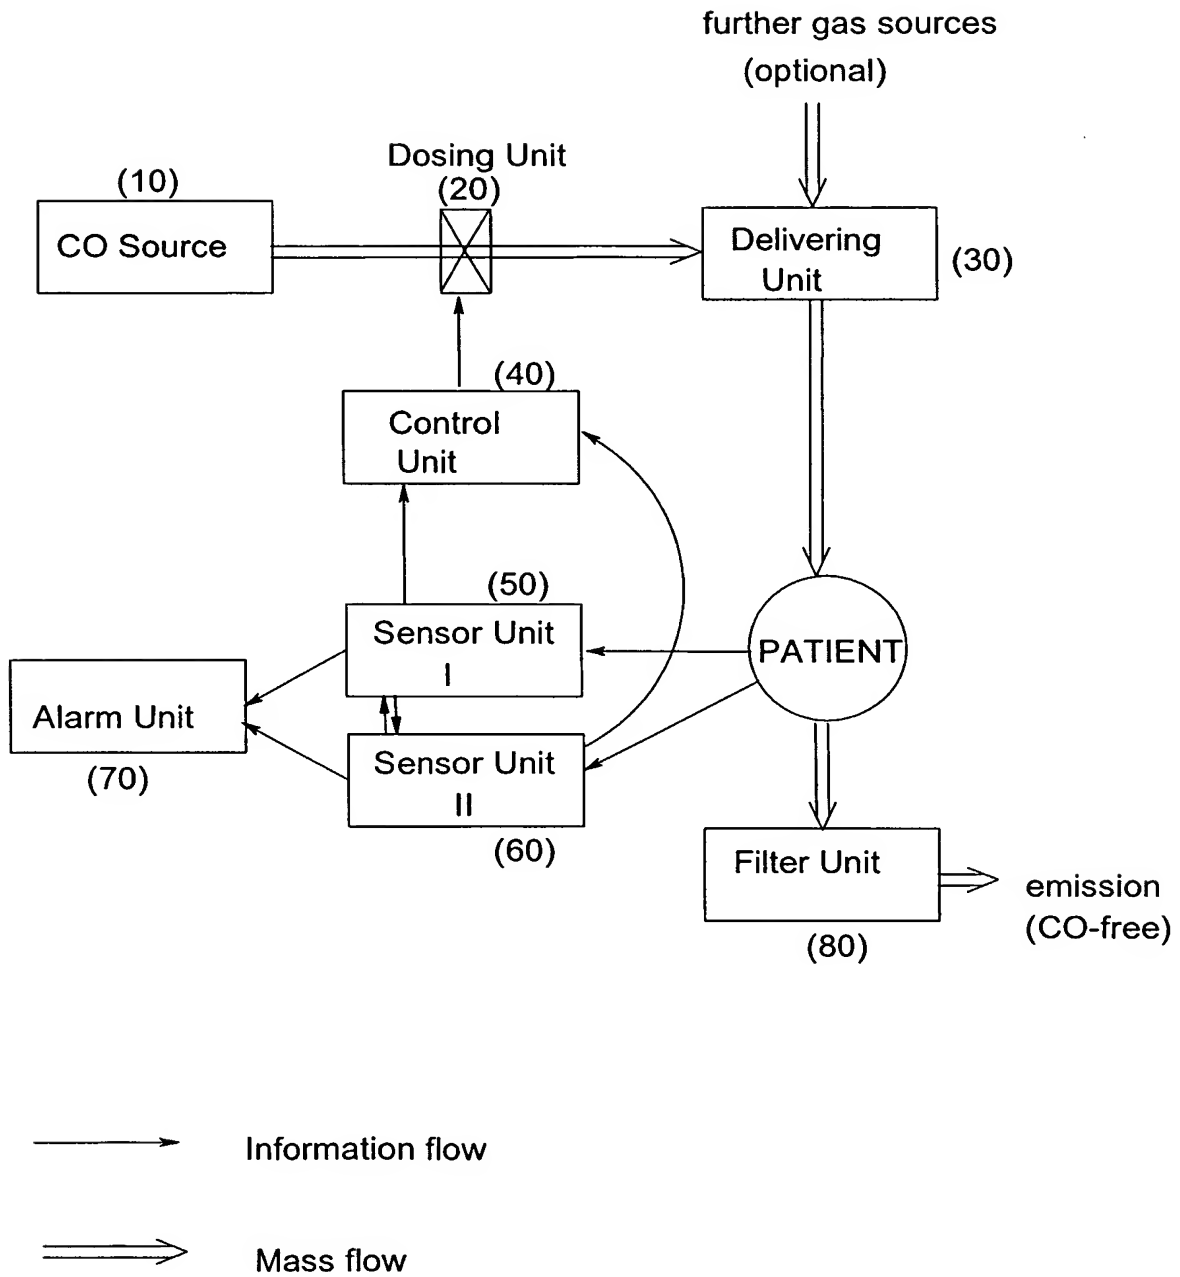 further gas sources
(optional)
Dosing Unit
(10)
(20)
CO Source
Delivering
Unit
(30)
(40)
Control
Unit
(50)
Sensor Unit
I
PATIENT
Alarm Unit
(70)
Sensor Unit
II
(60)
Filter Unit
emission
(CO-free)
(80)
Information flow
Mass flow